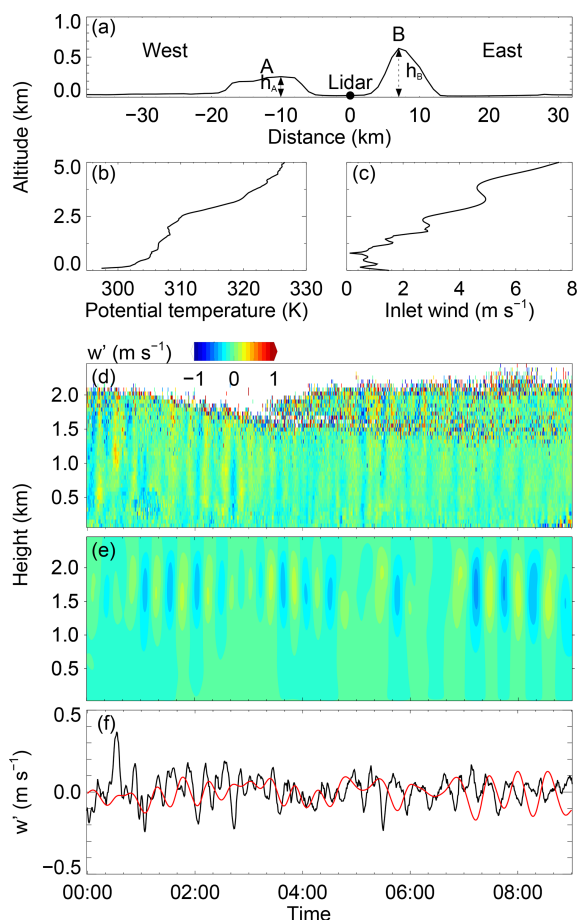 (a)
1.0
0.5
0.0
West
East
A
B
hA
hB
Lidar
−30
−20
−10
0
10
20
30
Distance (km)
Altitude (km)
(b)
5.0
2.5
0.0
300
310
320
330
Potential temperature (K)
(c)
0
2
4
6
8
Inlet wind (m s⁻¹)
w' (m s⁻¹)
−1
0
1
(d)
2.0
1.5
1.0
0.5
(e)
2.0
1.5
1.0
0.5
Height (km)
(f)
0.5
0.0
−0.5
w' (m s⁻¹)
00:00
02:00
04:00
06:00
08:00
Time